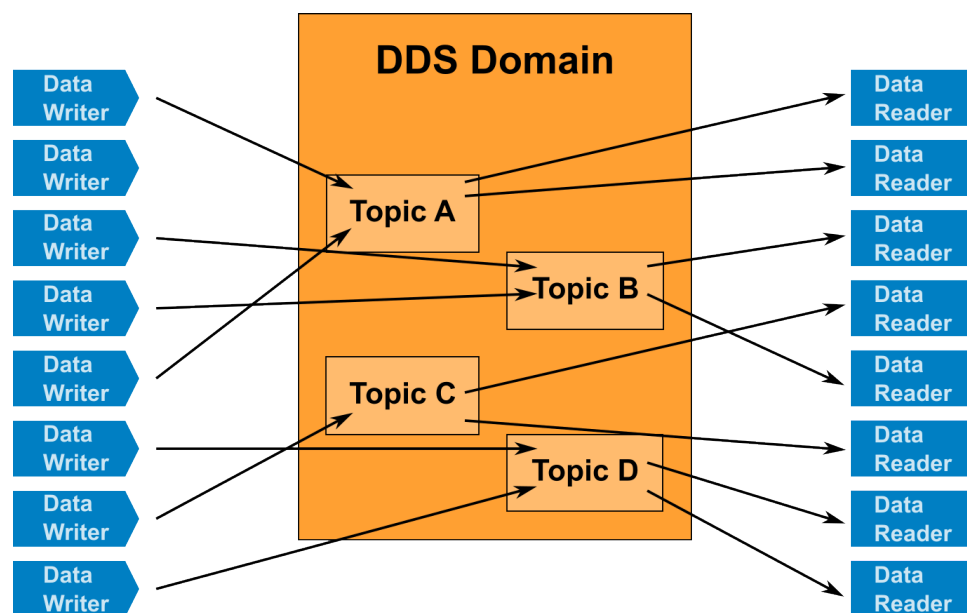 DDS Domain
Data
Writer
Data
Writer
Data
Writer
Data
Writer
Data
Writer
Data
Writer
Data
Writer
Data
Writer
Topic A
Topic B
Topic C
Topic D
Data
Reader
Data
Reader
Data
Reader
Data
Reader
Data
Reader
Data
Reader
Data
Reader
Data
Reader